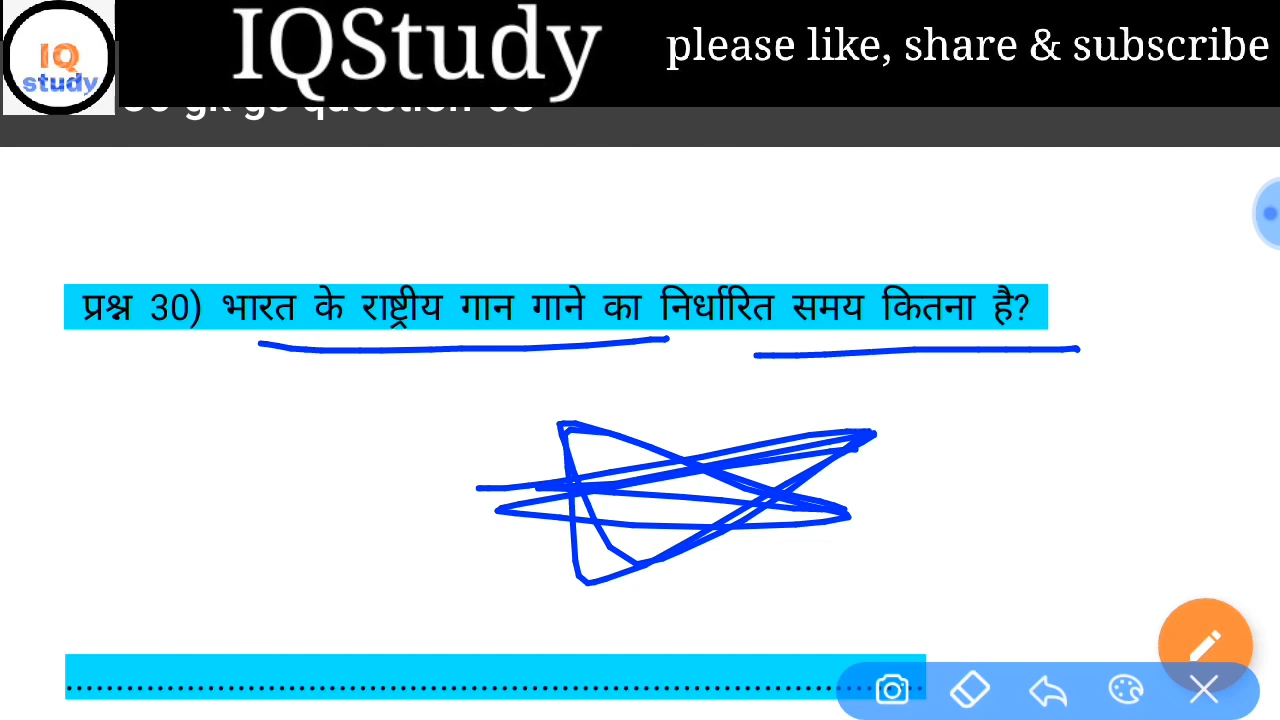 IQStudy
please like, share & subscribe
IQ
study
प्रश्न 30) भारत के राष्ट्रीय गान गाने का निर्धारित समय कितना है?